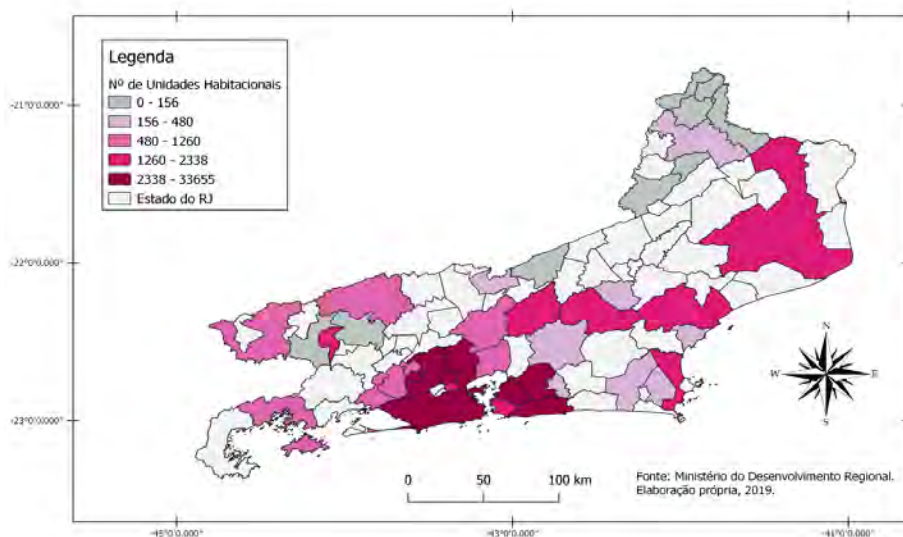 Legenda
Nº de Unidades Habitacionais
0 - 156
156 - 480
480 - 1260
1260 - 2338
2338 - 33655
Estado do RJ
-21°0'0.000"
-22°0'0.000"
-23°0'0.000"
N
W
E
S
0 50 100 km
Fonte: Ministério do Desenvolvimento Regional.
Elaboração própria, 2019.
-45°0'0.000"
-43°0'0.000"
-41°0'0.000"